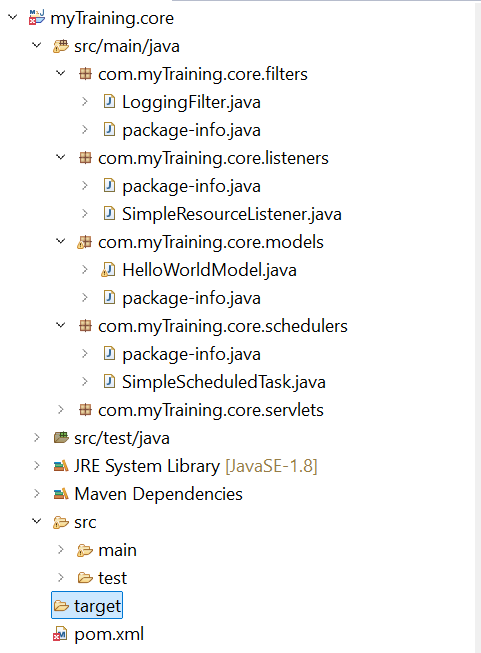 myTraining.core
src/main/java
com.myTraining.core.filters
LoggingFilter.java
package-info.java
com.myTraining.core.listeners
package-info.java
SimpleResourceListener.java
com.myTraining.core.models
HelloWorldModel.java
package-info.java
com.myTraining.core.schedulers
package-info.java
SimpleScheduledTask.java
com.myTraining.core.servlets
src/test/java
JRE System Library [JavaSE-1.8]
Maven Dependencies
src
main
test
target
pom.xml